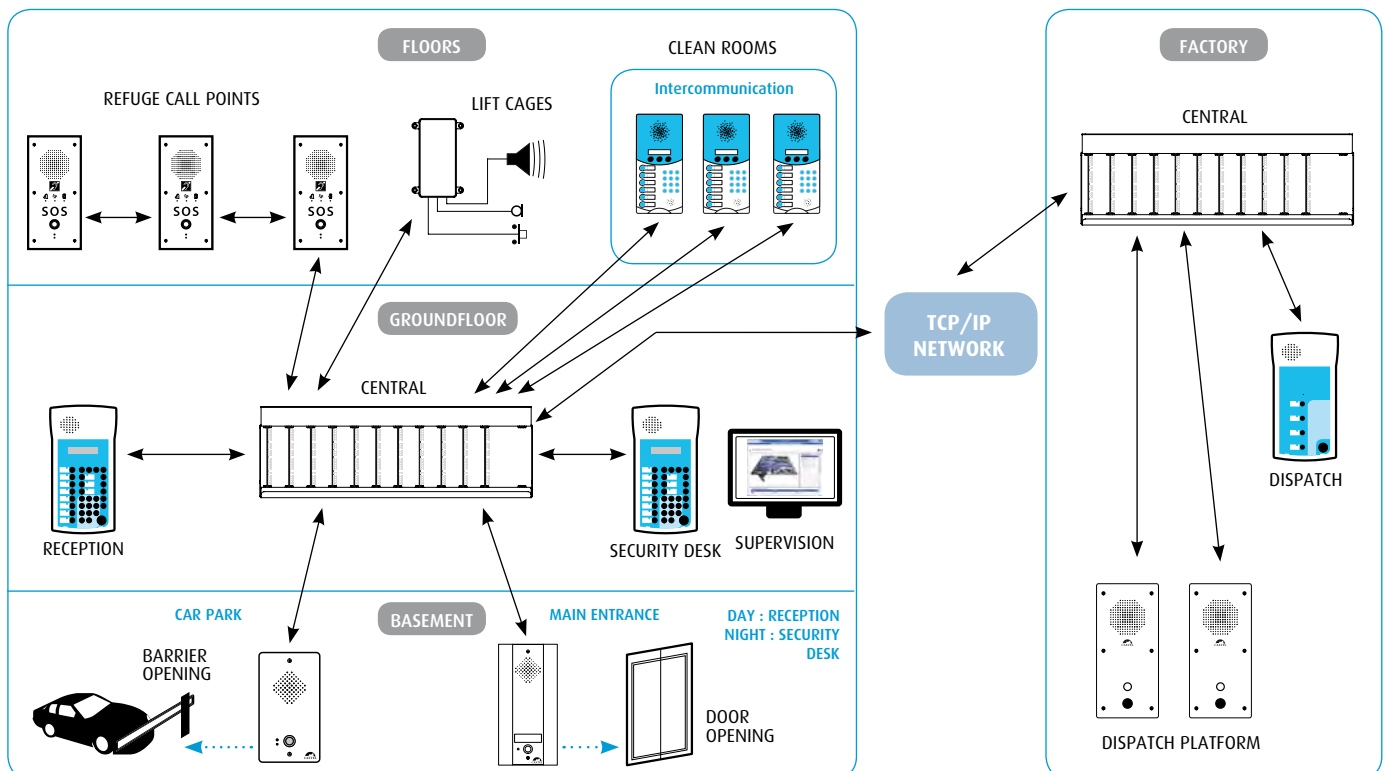 FLOORS
CLEAN ROOMS
Intercommunication
REFUGE CALL POINTS
LIFT CAGES
SOS
SOS
SOS
GROUNDFLOOR
CENTRAL
RECEPTION
SECURITY DESK
SUPERVISION
CAR PARK
BASEMENT
MAIN ENTRANCE
DAY : RECEPTION
NIGHT : SECURITY
DESK
BARRIER
OPENING
DOOR
OPENING
TCP/IP
NETWORK
FACTORY
CENTRAL
DISPATCH
DISPATCH PLATFORM